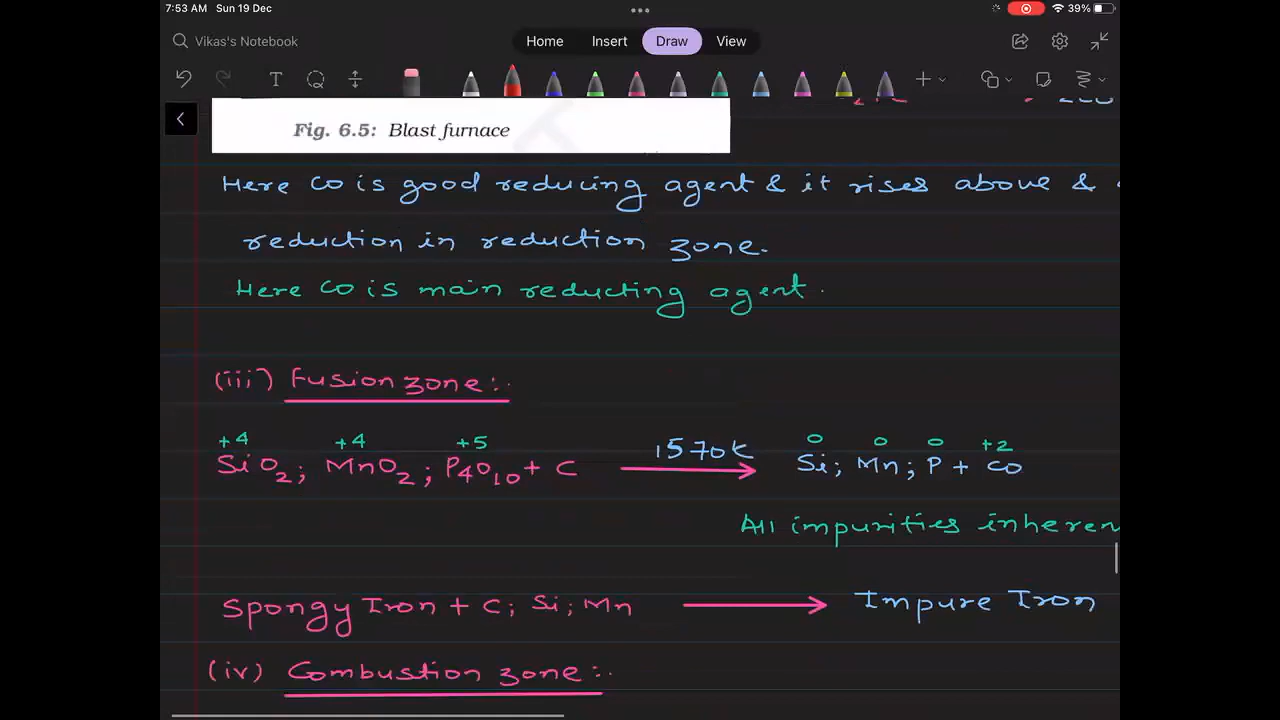 7:53 AM Sun 19 Dec
39%
Vikas's Notebook
Home Insert Draw View
Fig. 6.5: Blast furnace
Here CO is good reducing agent & it rises above &
reduction in reduction zone.
Here CO is main reducting agent.
(iii) Fusion zone:.
+4 +4 +5 1570K 0 0 0 +2
SiO2; MnO2; P4O10 + C → Si; Mn; P + CO
All impurities inheren
Spongy Iron + C; Si; Mn → Impure Iron
(iv) Combustion zone:.